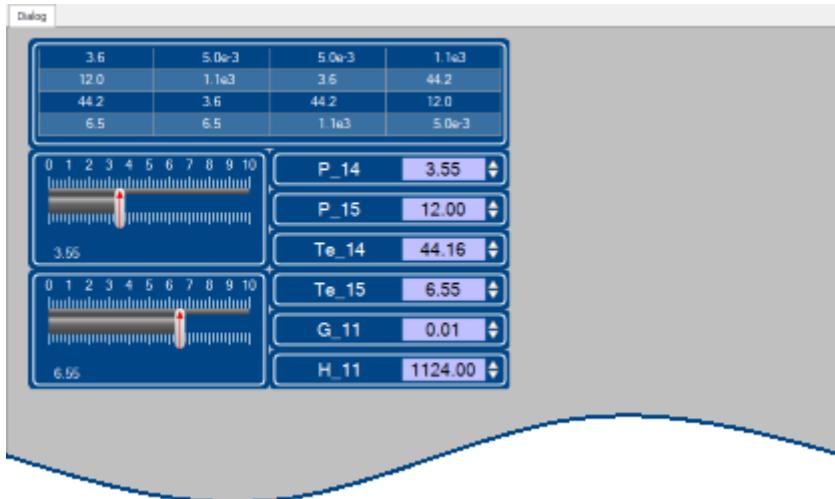 Dialog
3.6 5.0e-3 5.0e-3 1.1e3
12.0 1.1e3 3.6 44.2
44.2 3.6 44.2 12.0
6.5 6.5 1.1e3 5.0e-3
0 1 2 3 4 5 6 7 8 9 10
3.55
0 1 2 3 4 5 6 7 8 9 10
6.55
P_14 3.55
P_15 12.00
Te_14 44.16
Te_15 6.55
G_11 0.01
H_11 1124.00